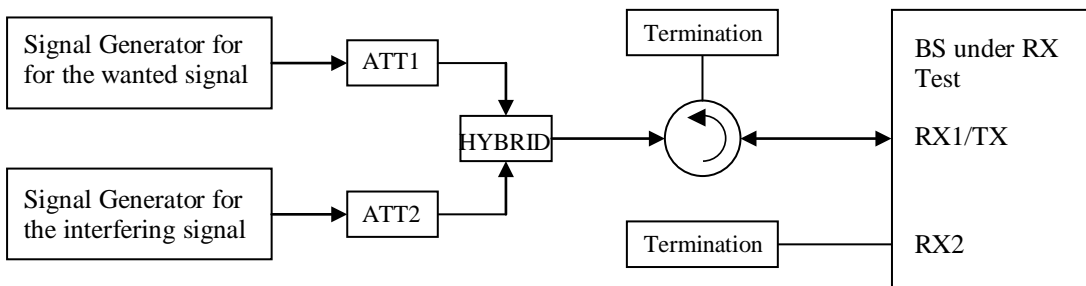 Signal Generator for
for the wanted signal
ATT1
Termination
BS under RX
Test
HYBRID
RX1/TX
Signal Generator for
the interfering signal
ATT2
Termination
RX2